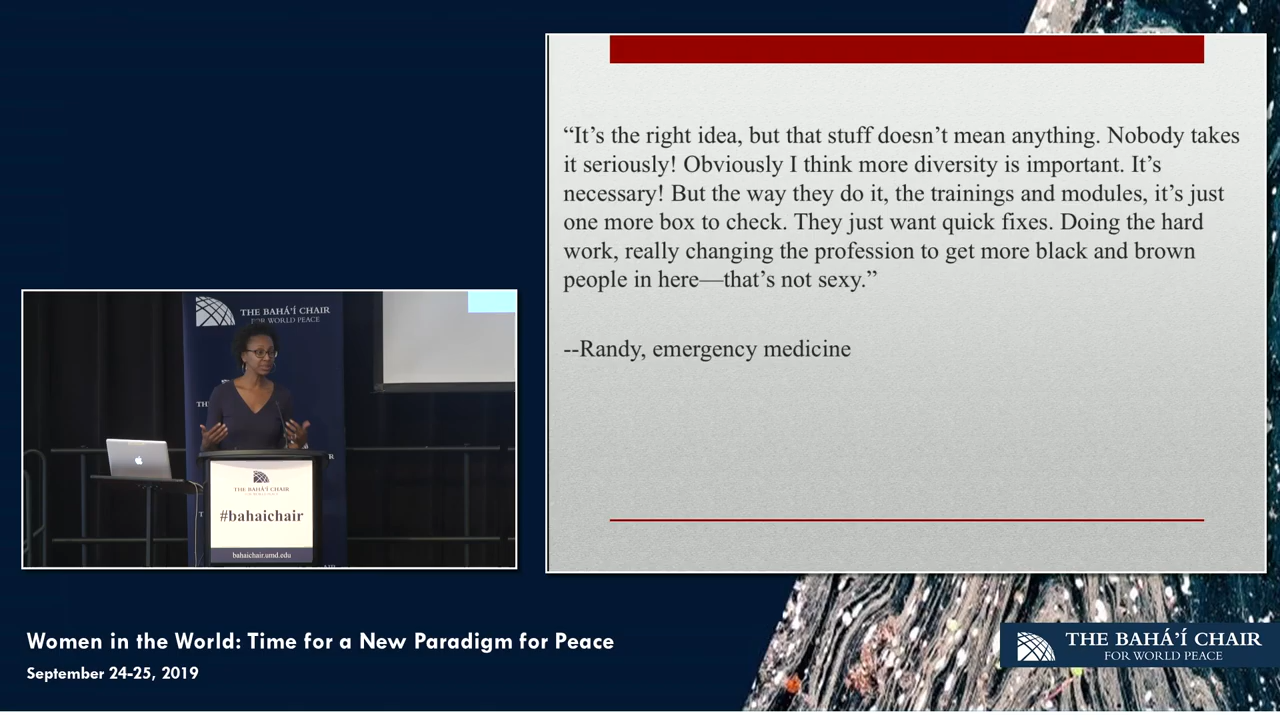 “It’s the right idea, but that stuff doesn’t mean anything. Nobody takes
it seriously! Obviously I think more diversity is important. It’s
necessary! But the way they do it, the trainings and modules, it’s just
one more box to check. They just want quick fixes. Doing the hard
work, really changing the profession to get more black and brown
people in here—that’s not sexy.”
--Randy, emergency medicine
THE BAHÁ’Í CHAIR
FOR WORLD PEACE
TH
R
T
THE BAHÁ’Í CHAIR
FOR WORLD PEACE
#bahaichair
bahaichair.umd.edu
Women in the World: Time for a New Paradigm for Peace
September 24-25, 2019
THE BAHÁ’Í CHAIR
FOR WORLD PEACE